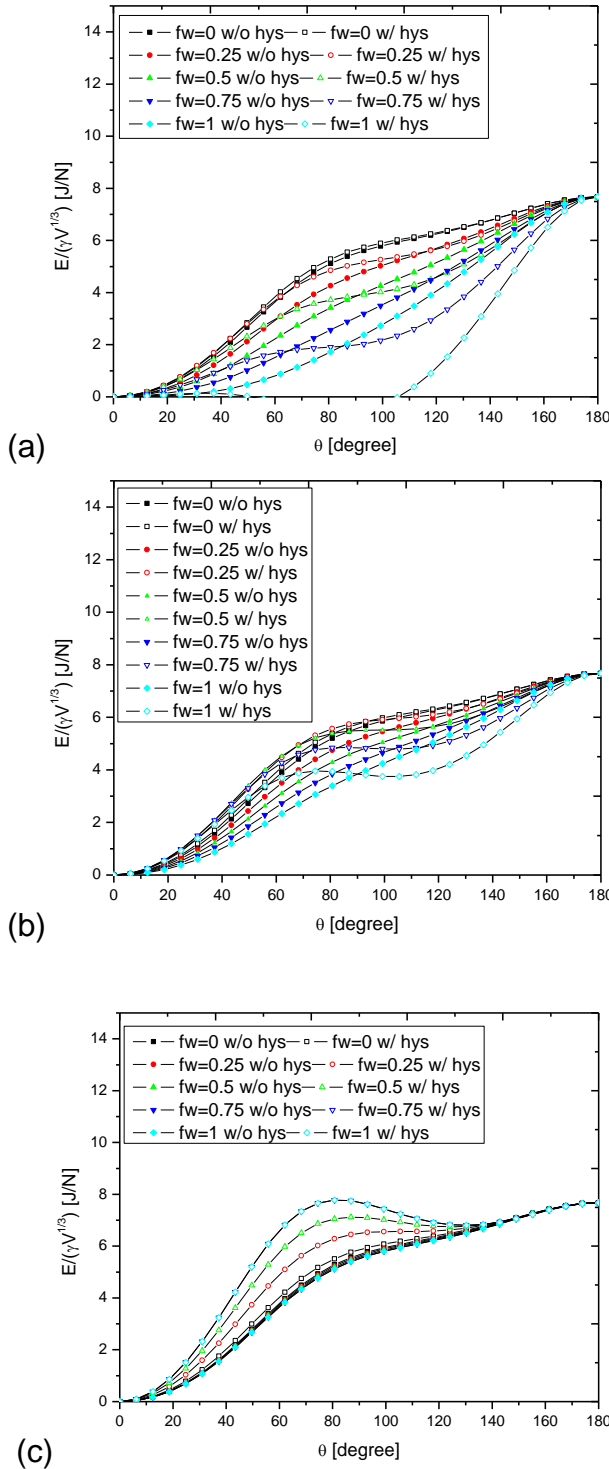 14
12
10
8
6
4
2
0
E/(γV1/3) [J/N]
fw=0 w/o hys fw=0 w/ hys
fw=0.25 w/o hys fw=0.25 w/ hys
fw=0.5 w/o hys fw=0.5 w/ hys
fw=0.75 w/o hys fw=0.75 w/ hys
fw=1 w/o hys fw=1 w/ hys
0 20 40 60 80 100 120 140 160 180
θ [degree]
(a)
14
12
10
8
6
4
2
0
E/(γV1/3) [J/N]
fw=0 w/o hys
fw=0 w/ hys
fw=0.25 w/o hys
fw=0.25 w/ hys
fw=0.5 w/o hys
fw=0.5 w/ hys
fw=0.75 w/o hys
fw=0.75 w/ hys
fw=1 w/o hys
fw=1 w/ hys
0 20 40 60 80 100 120 140 160 180
θ [degree]
(b)
14
12
10
8
6
4
2
0
E/(γV1/3) [J/N]
fw=0 w/o hys fw=0 w/ hys
fw=0.25 w/o hys fw=0.25 w/ hys
fw=0.5 w/o hys fw=0.5 w/ hys
fw=0.75 w/o hys fw=0.75 w/ hys
fw=1 w/o hys fw=1 w/ hys
0 20 40 60 80 100 120 140 160 180
θ [degree]
(c)